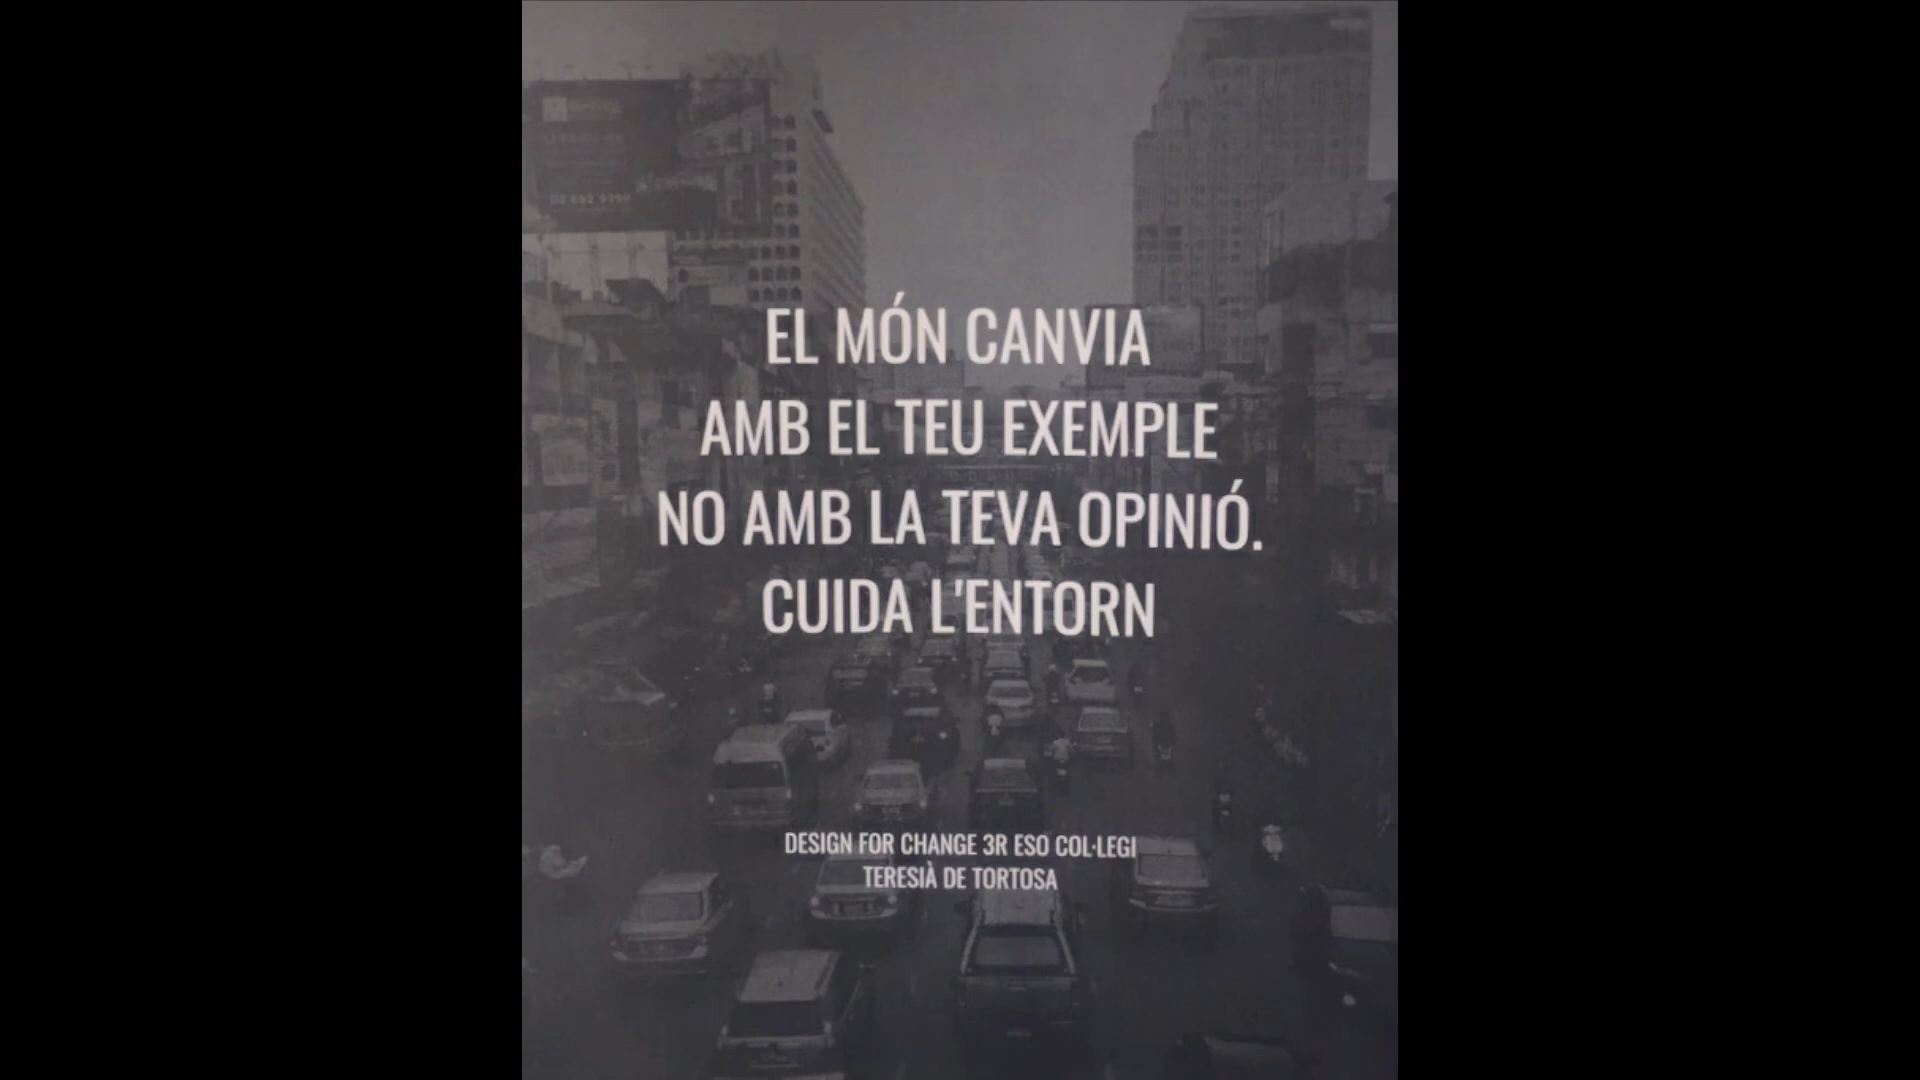 EL MÓN CANVIA
AMB EL TEU EXEMPLE
NO AMB LA TEVA OPINIÓ.
CUIDA L'ENTORN
DESIGN FOR CHANGE 3R ESO COL·LEGI
TERESIÀ DE TORTOSA